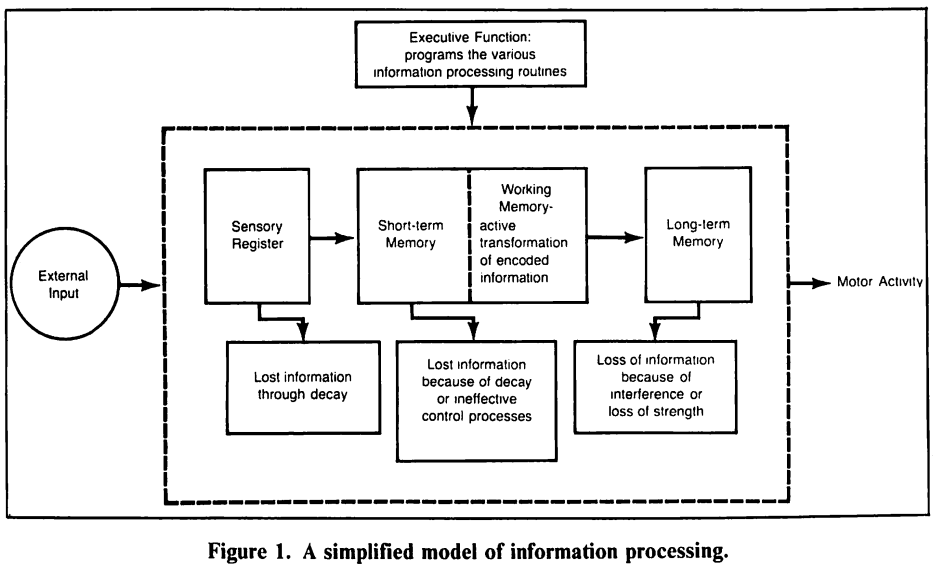 Executive Function:
programs the various
information processing routines
External
Input
Sensory
Register
Short-term
Memory
Working
Memory-
active
transformation
of encoded
information
Long-term
Memory
Motor Activity
Lost information
through decay
Lost information
because of decay
or ineffective
control processes
Loss of information
because of
interference or
loss of strength
Figure 1. A simplified model of information processing.